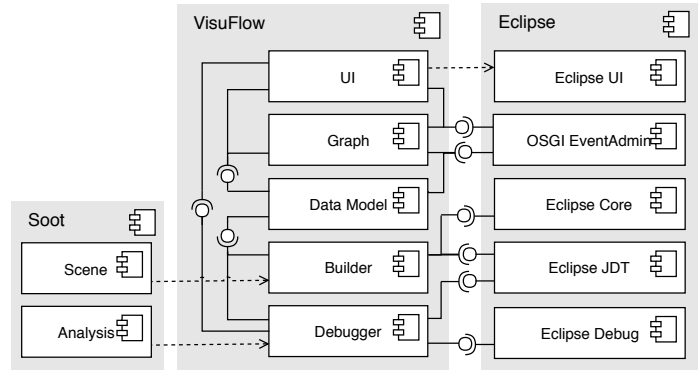 VisuFlow
Eclipse
UI
Eclipse UI
Graph
OSGI EventAdmin
Data Model
Eclipse Core
Soot
Scene
Builder
Eclipse JDT
Analysis
Debugger
Eclipse Debug